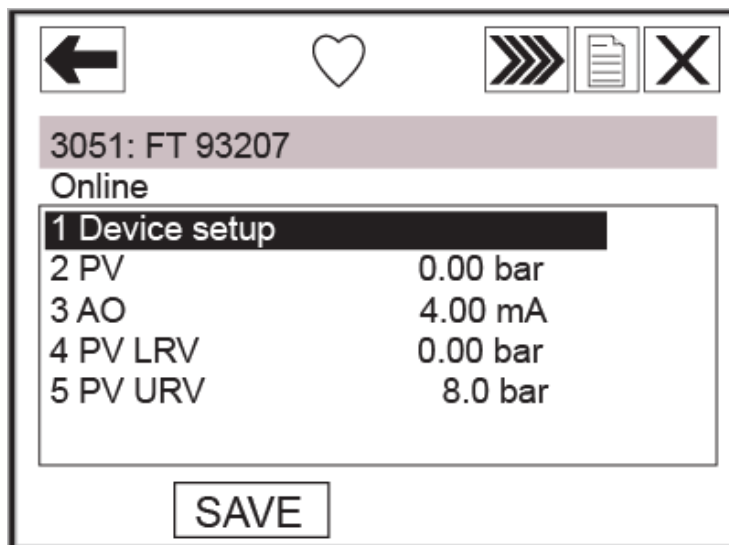 3051: FT 93207
Online
1 Device setup
2 PV 0.00 bar
3 AO 4.00 mA
4 PV LRV 0.00 bar
5 PV URV 8.0 bar
SAVE